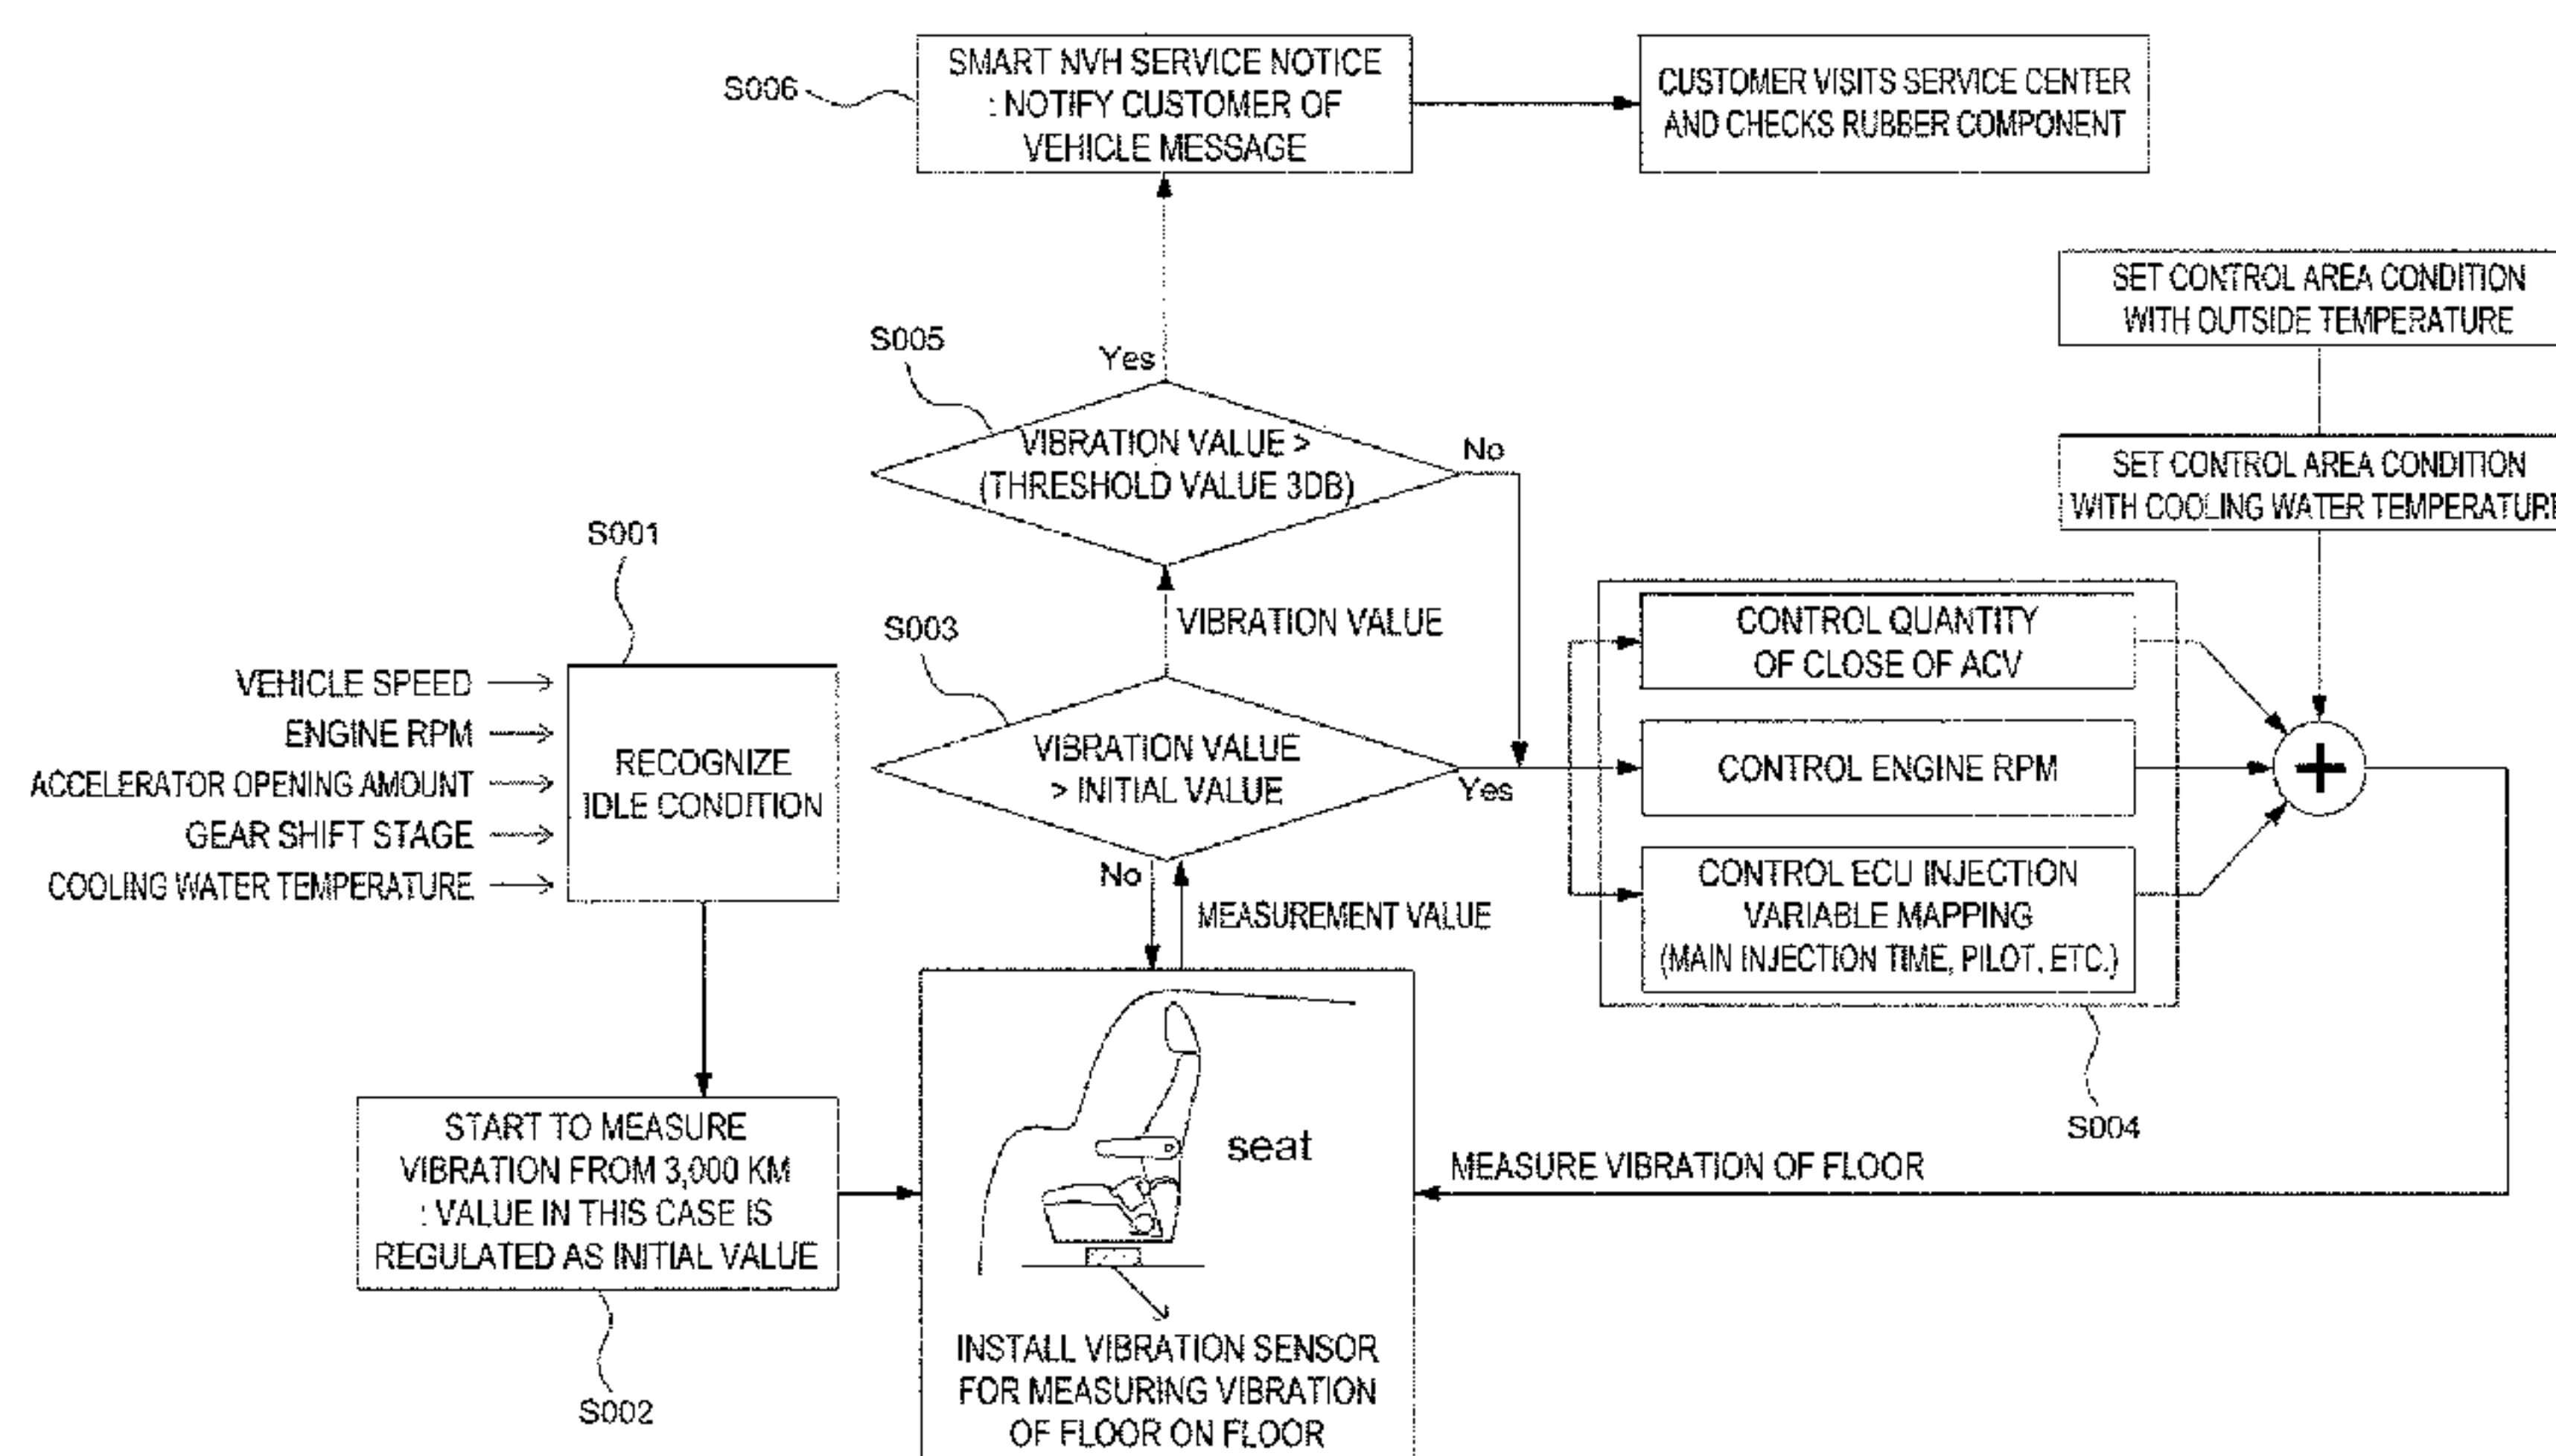 SMART NVH SERVICE NOTICE
: NOTIFY CUSTOMER OF
VEHICLE MESSAGE
S006
CUSTOMER VISITS SERVICE CENTER
AND CHECKS RUBBER COMPONENT
SET CONTROL AREA CONDITION
WITH OUTSIDE TEMPERATURE
SET CONTROL AREA CONDITION
WITH COOLING WATER TEMPERATURE
S005
Yes
VIBRATION VALUE >
(THRESHOLD VALUE 3DB)
No
VIBRATION VALUE
S003
VIBRATION VALUE
> INITIAL VALUE
Yes
No
MEASUREMENT VALUE
S001
VEHICLE SPEED
ENGINE RPM
ACCELERATOR OPENING AMOUNT
GEAR SHIFT STAGE
COOLING WATER TEMPERATURE
RECOGNIZE
IDLE CONDITION
CONTROL QUANTITY
OF CLOSE OF ACV
CONTROL ENGINE RPM
CONTROL ECU INJECTION
VARIABLE MAPPING
(MAIN INJECTION TIME, PILOT, ETC.)
+
S004
START TO MEASURE
VIBRATION FROM 3,000 KM
: VALUE IN THIS CASE IS
REGULATED AS INITIAL VALUE
S002
seat
MEASURE VIBRATION OF FLOOR
INSTALL VIBRATION SENSOR
FOR MEASURING VIBRATION
OF FLOOR ON FLOOR